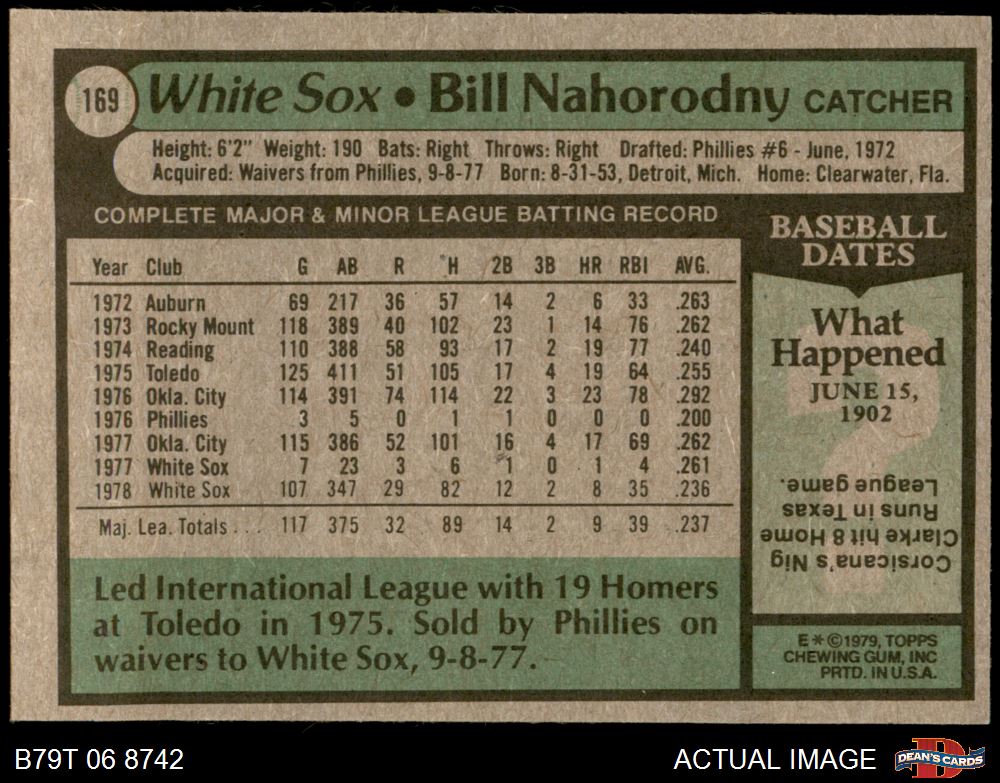 169 White Sox • Bill Nahorodny CATCHER
Height: 6'2" Weight: 190 Bats: Right Throws: Right Drafted: Phillies #6 - June, 1972
Acquired: Waivers from Phillies, 9-8-77 Born: 8-31-53, Detroit, Mich. Home: Clearwater, Fla.
COMPLETE MAJOR & MINOR LEAGUE BATTING RECORD
Year Club G AB R H 2B 3B HR RBI AVG.
1972 Auburn 69 217 36 57 14 2 6 33 .263
1973 Rocky Mount 118 389 40 102 23 1 14 76 .262
1974 Reading 110 388 58 93 17 2 19 77 .240
1975 Toledo 125 411 51 105 17 4 19 64 .255
1976 Okla. City 114 391 74 114 22 3 23 78 .292
1976 Phillies 3 5 0 1 1 0 0 0 .200
1977 Okla. City 115 386 52 101 16 4 17 69 .262
1977 White Sox 7 23 3 6 1 0 1 4 .261
1978 White Sox 107 347 29 82 12 2 8 35 .236
Maj. Lea. Totals . . . 117 375 32 89 14 2 9 39 .237
Led International League with 19 Homers
at Toledo in 1975. Sold by Phillies on
waivers to White Sox, 9-8-77.
BASEBALL
DATES
What
Happened
JUNE 15,
1902
Corsicana's Nig
Clarke hit 8 Home
Runs in Texas
League game.
E * ©1979, TOPPS
CHEWING GUM, INC
PRTD. IN U.S.A.
B79T 06 8742
ACTUAL IMAGE
D
DEAN'S CARDS